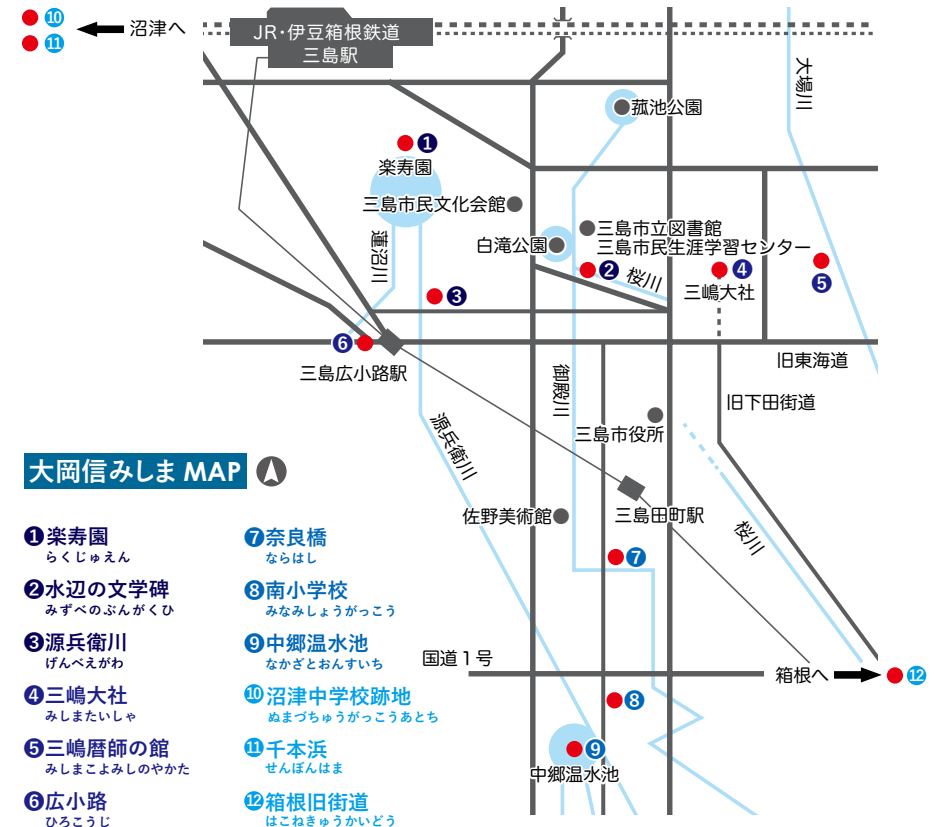 ⑩
⑪
沼津へ
JR・伊豆箱根鉄道
三島駅
大場川
菰池公園
①
楽寿園
三島市民文化会館
蓮沼川
白滝公園
三島市立図書館
三島市民生涯学習センター
②
桜川
④
三嶋大社
⑤
③
⑥
三島広小路駅
旧東海道
御殿川
旧下田街道
源兵衛川
三島市役所
佐野美術館
三島田町駅
桜川
⑦
国道1号
箱根へ
⑫
⑧
⑨
中郷温水池
大岡信みしま MAP
❶楽寿園
らくじゅえん
❷水辺の文学碑
みずべのぶんがくひ
❸源兵衛川
げんべえがわ
❹三嶋大社
みしまたいしゃ
❺三嶋暦師の館
みしまこよみしのやかた
❻広小路
ひろこうじ
❼奈良橋
ならはし
❽南小学校
みなみしょうがっこう
❾中郷温水池
なかざとおんすいち
❿沼津中学校跡地
ぬまづちゅうがっこうあとち
⓫千本浜
せんぼんはま
⓬箱根旧街道
はこねきゅうかいどう